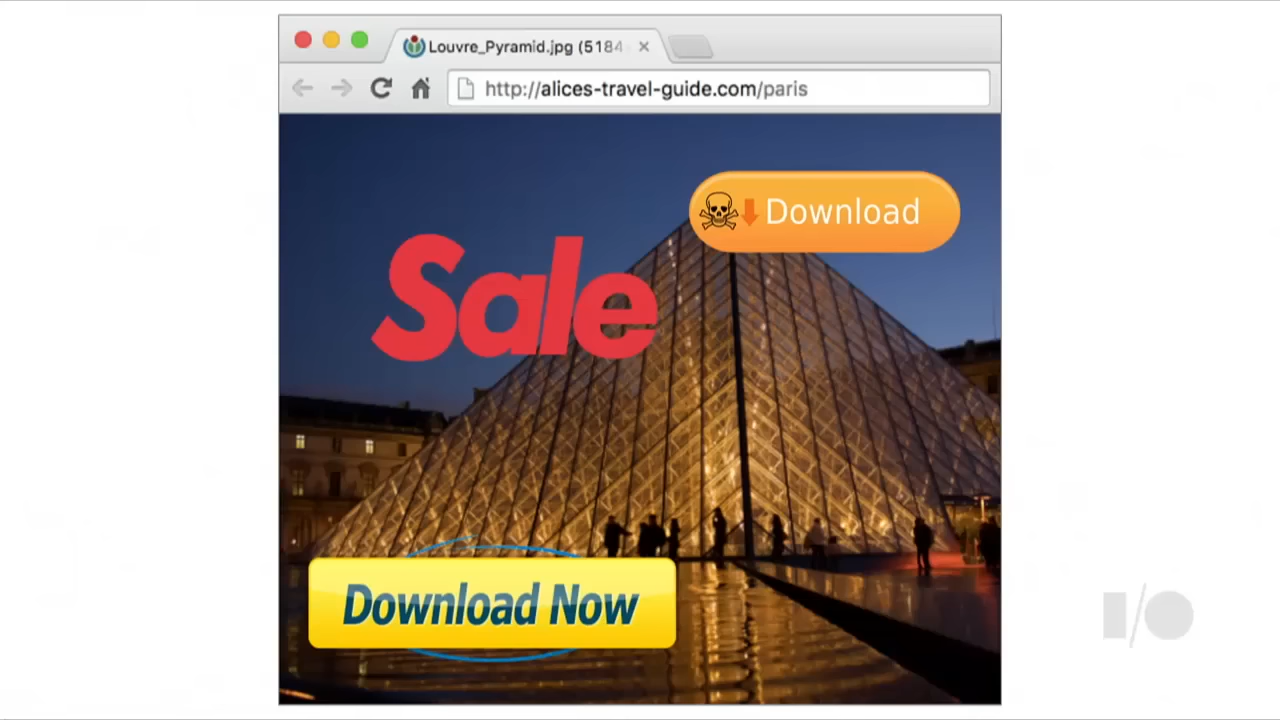 Louvre_Pyramid.jpg (5184
http://alices-travel-guide.com/paris
Download
Sale
Download Now
I/O